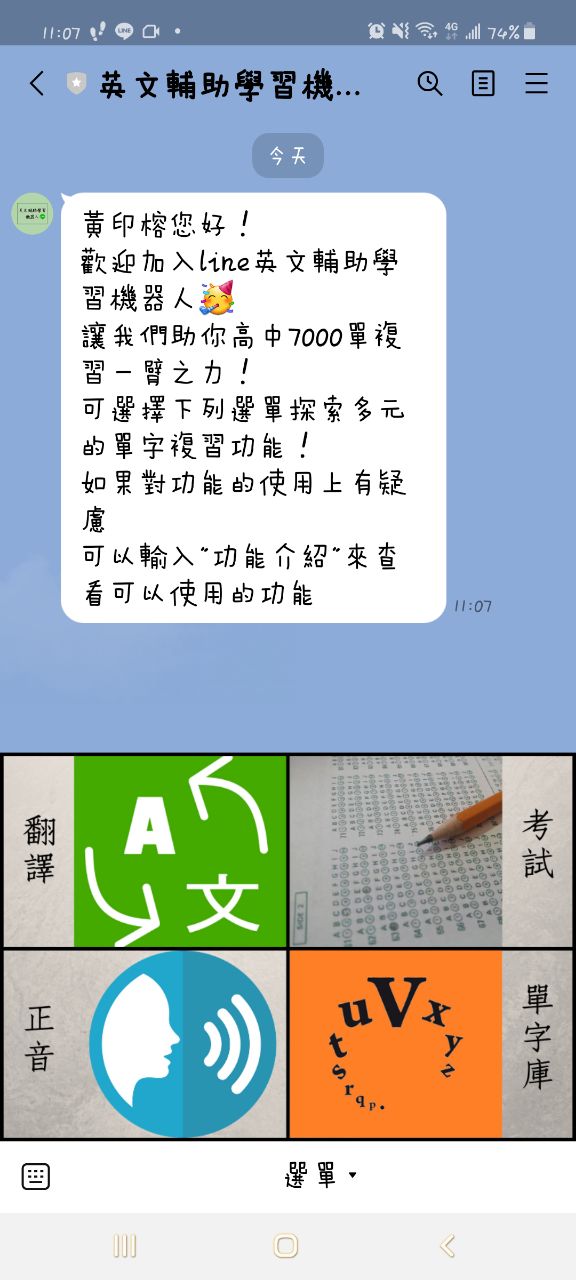 11:07
4G
74%
英文輔助學習機...
今天
黃印榕您好！
歡迎加入line英文輔助學
習機器人🥳
讓我們助你高中7000單複
習一臂之力！
可選擇下列選單探索多元
的單字複習功能！
如果對功能的使用上有疑
慮
可以輸入~功能介紹~來查
看可以使用的功能
11:07
翻譯
A
文
SIDE 2
考試
正音
z y x V u t s r q p .
單字庫
選單